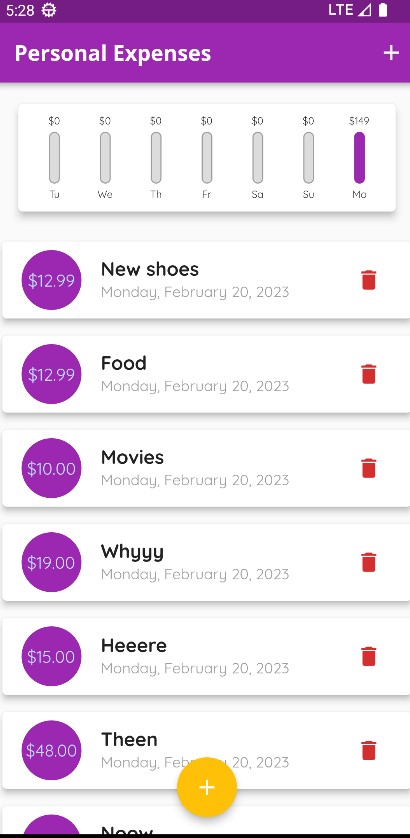 5:28 LTE
Personal Expenses +
$0 $0 $0 $0 $0 $0 $149
Tu We Th Fr Sa Su Mo
New shoes
$12.99
Monday, February 20, 2023
Food
$12.99
Monday, February 20, 2023
Movies
$10.00
Monday, February 20, 2023
Whyyy
$19.00
Monday, February 20, 2023
Heeere
$15.00
Monday, February 20, 2023
Theen
$48.00
Monday, February 20, 2023
+